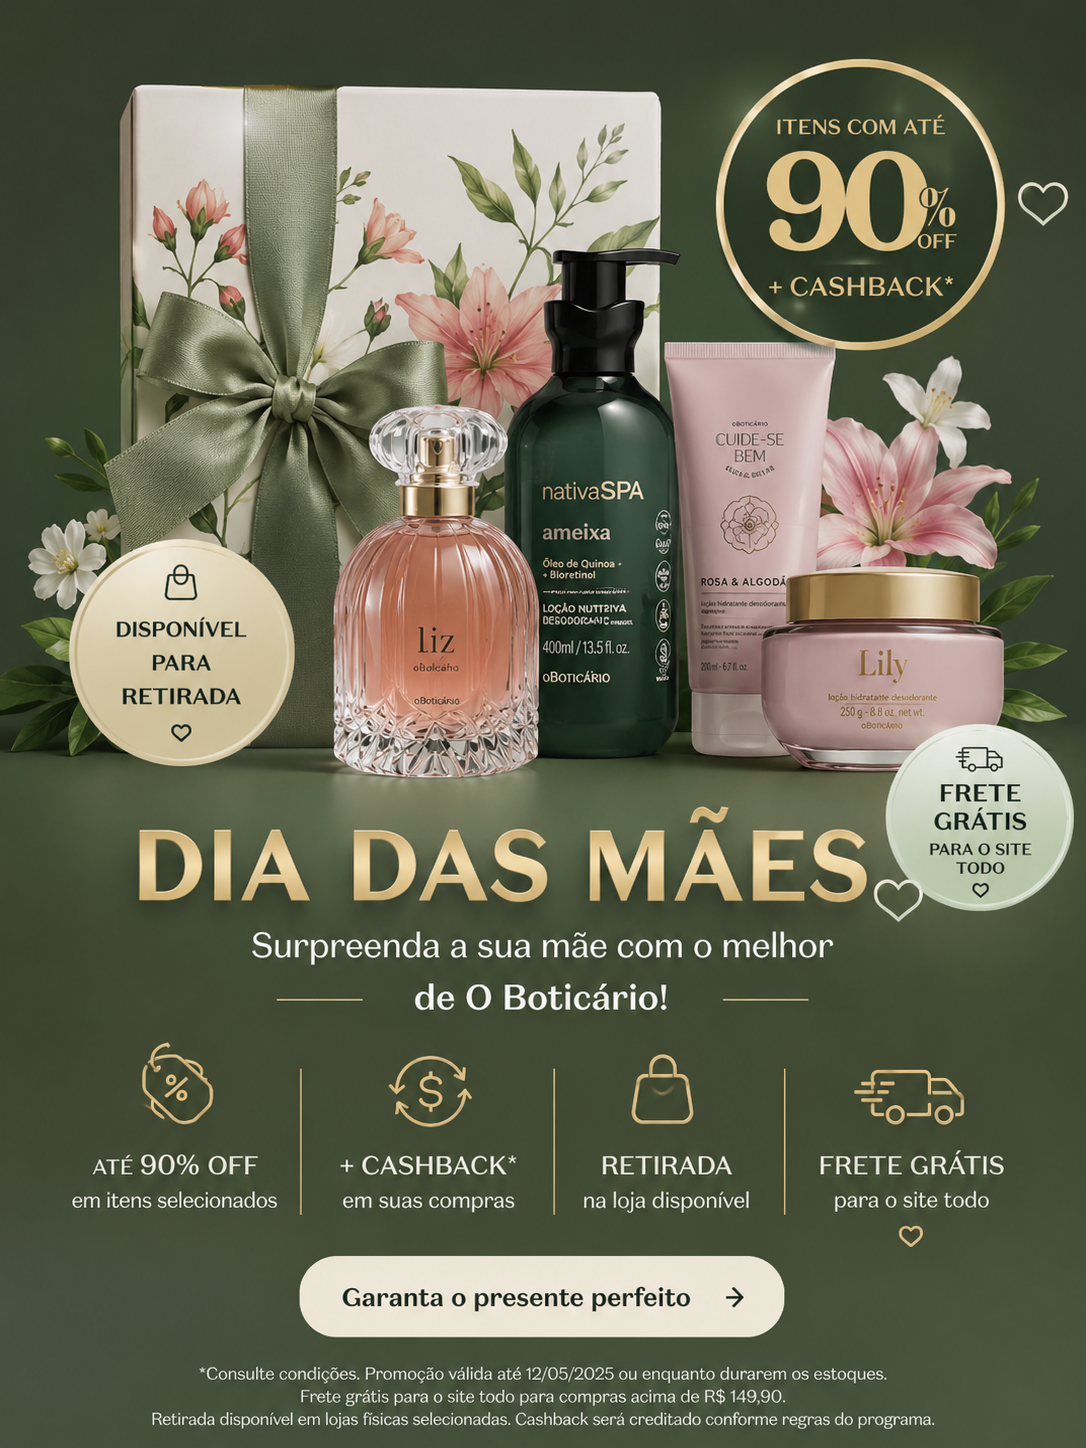 ITENS COM ATÉ
90%
OFF
+ CASHBACK*
nativaSPA
ameixa
Óleo de Quinoa
+ Bioretinol
LOÇÃO NUTTRIVA
400ml / 13.5 fl. oz.
oBOTICÁRIO
oBOTICÁRIO
CUIDE-SE
BEM
ROSA & ALGODÃ
loção hidratante desodorante
200ml - 6.7 fl. oz.
liz
oBoticário
Lily
loção hidratante desodorante
250 g - 8.8 oz. net wt.
oBOTICÁRIO
DISPONÍVEL
PARA
RETIRADA
FRETE
GRÁTIS
PARA O SITE
TODO
DIA DAS MÃES
Surpreenda a sua mãe com o melhor
de O Boticário!
ATÉ 90% OFF
em itens selecionados
+ CASHBACK*
em suas compras
RETIRADA
na loja disponível
FRETE GRÁTIS
para o site todo
Garanta o presente perfeito →
*Consulte condições. Promoção válida até 12/05/2025 ou enquanto durarem os estoques.
Frete grátis para o site todo para compras acima de R$ 149,90.
Retirada disponível em lojas físicas selecionadas. Cashback será creditado conforme regras do programa.